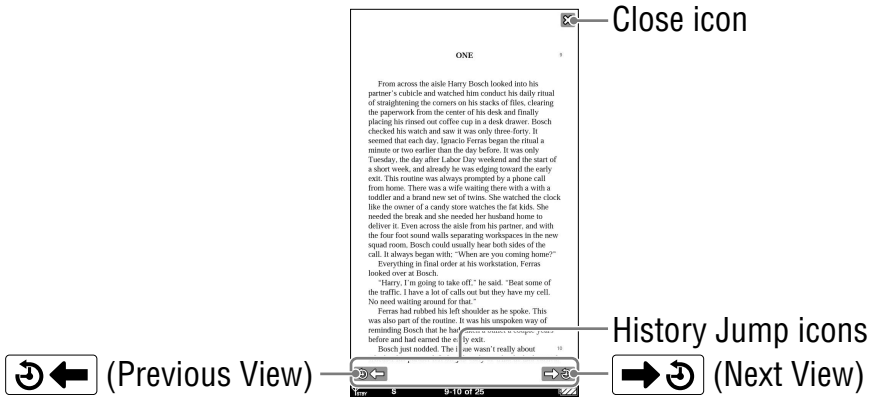 Close icon
ONE
9
From across the aisle Harry Bosch looked into his
partner's cubicle and watched him conduct his daily ritual
of straightening the corners on his stacks of files, clearing
the paperwork from the center of his desk and finally
placing his rinsed out coffee cup in a desk drawer. Bosch
checked his watch and saw it was only three-forty. It
seemed that each day, Ignacio Ferras began the ritual a
minute or two earlier than the day before. It was only
Tuesday, the day after Labor Day weekend and the start of
a short week, and already he was edging toward the early
exit. This routine was always prompted by a phone call
from home. There was a wife waiting there with a with a
toddler and a brand new set of twins. She watched the clock
like the owner of a candy store watches the fat kids. She
needed the break and she needed her husband home to
deliver it. Even across the aisle from his partner, and with
the four foot sound walls separating workspaces in the new
squad room, Bosch could usually hear both sides of the
call. It always began with; "When are you coming home?"
Everything in final order at his workstation, Ferras
looked over at Bosch.
"Harry, I'm going to take off," he said. "Beat some of
the traffic. I have a lot of calls out but they have my cell.
No need waiting around for that."
Ferras had rubbed his left shoulder as he spoke. This
was also part of the routine. It was his unspoken way of
reminding Bosch that he had a couple years
before and had earned the early exit.
Bosch just nodded. The issue wasn't really about
10
History Jump icons
(Previous View)
(Next View)
STBY S 9-10 of 25